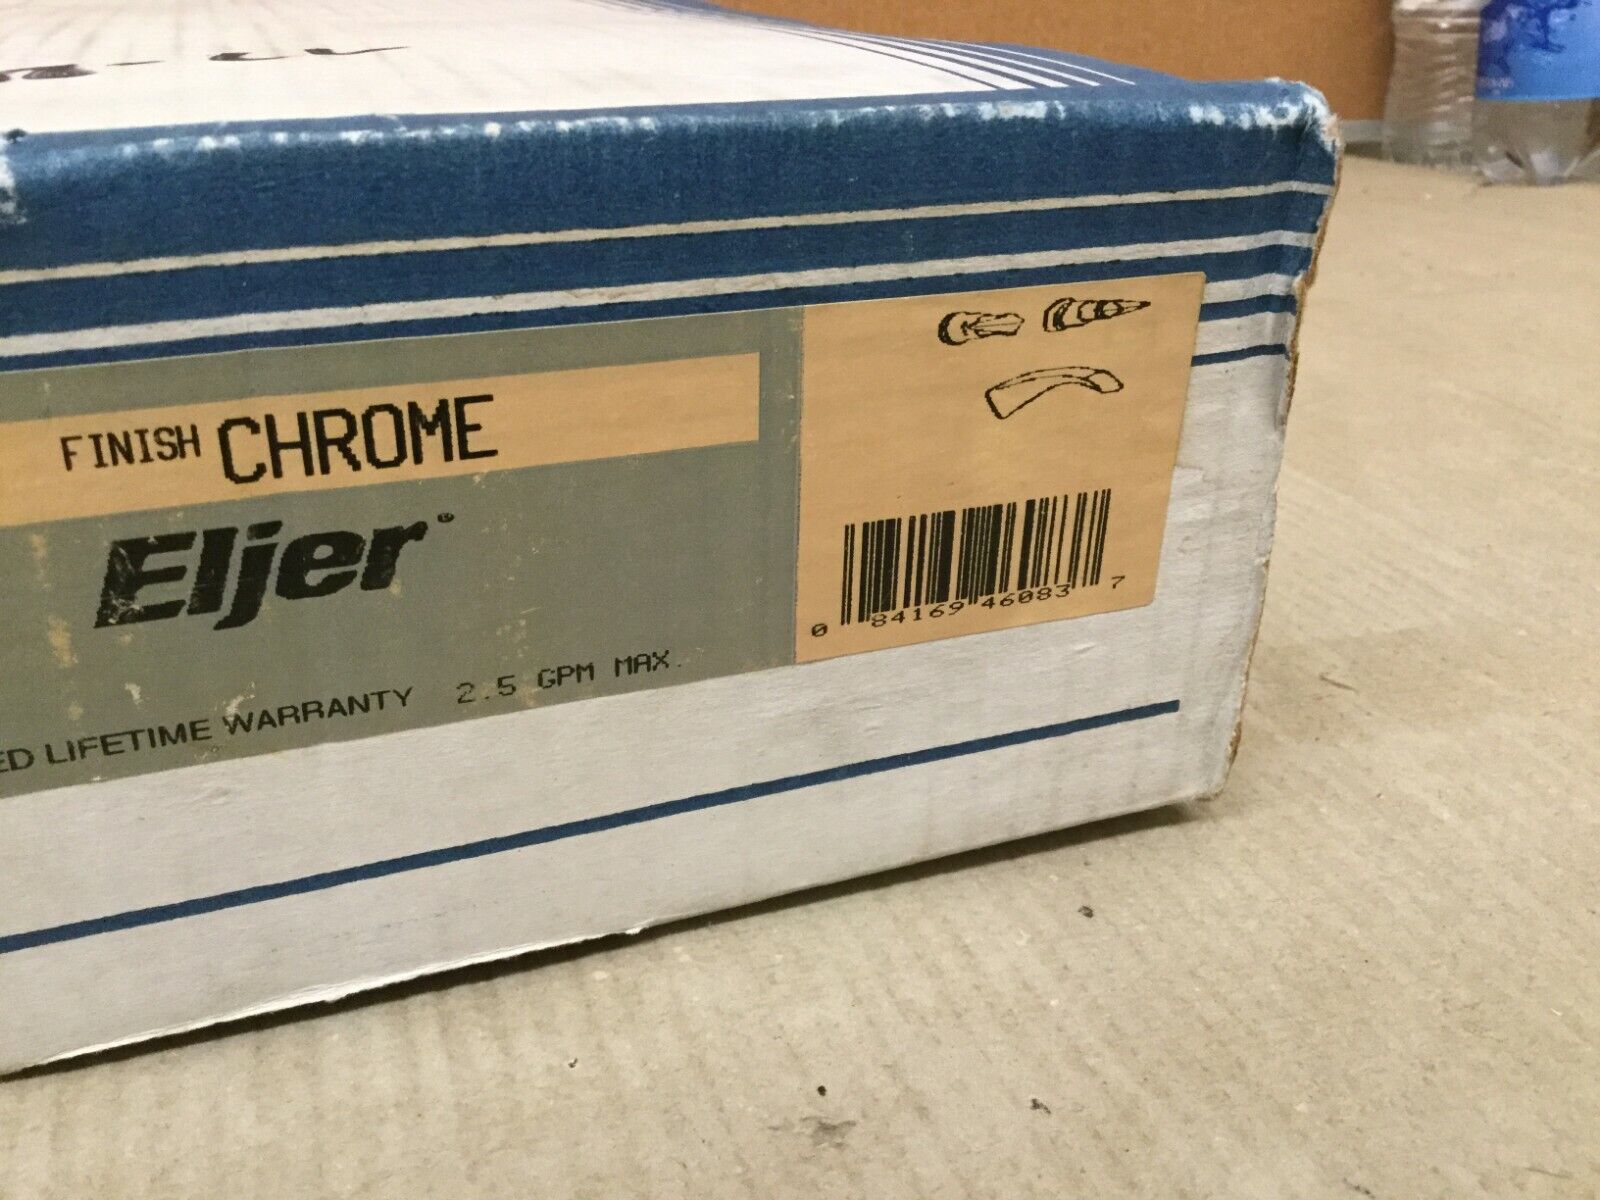 FINISH CHROME
Eljer®
ED LIFETIME WARRANTY 2.5 GPM MAX.
0 84169 46083 7